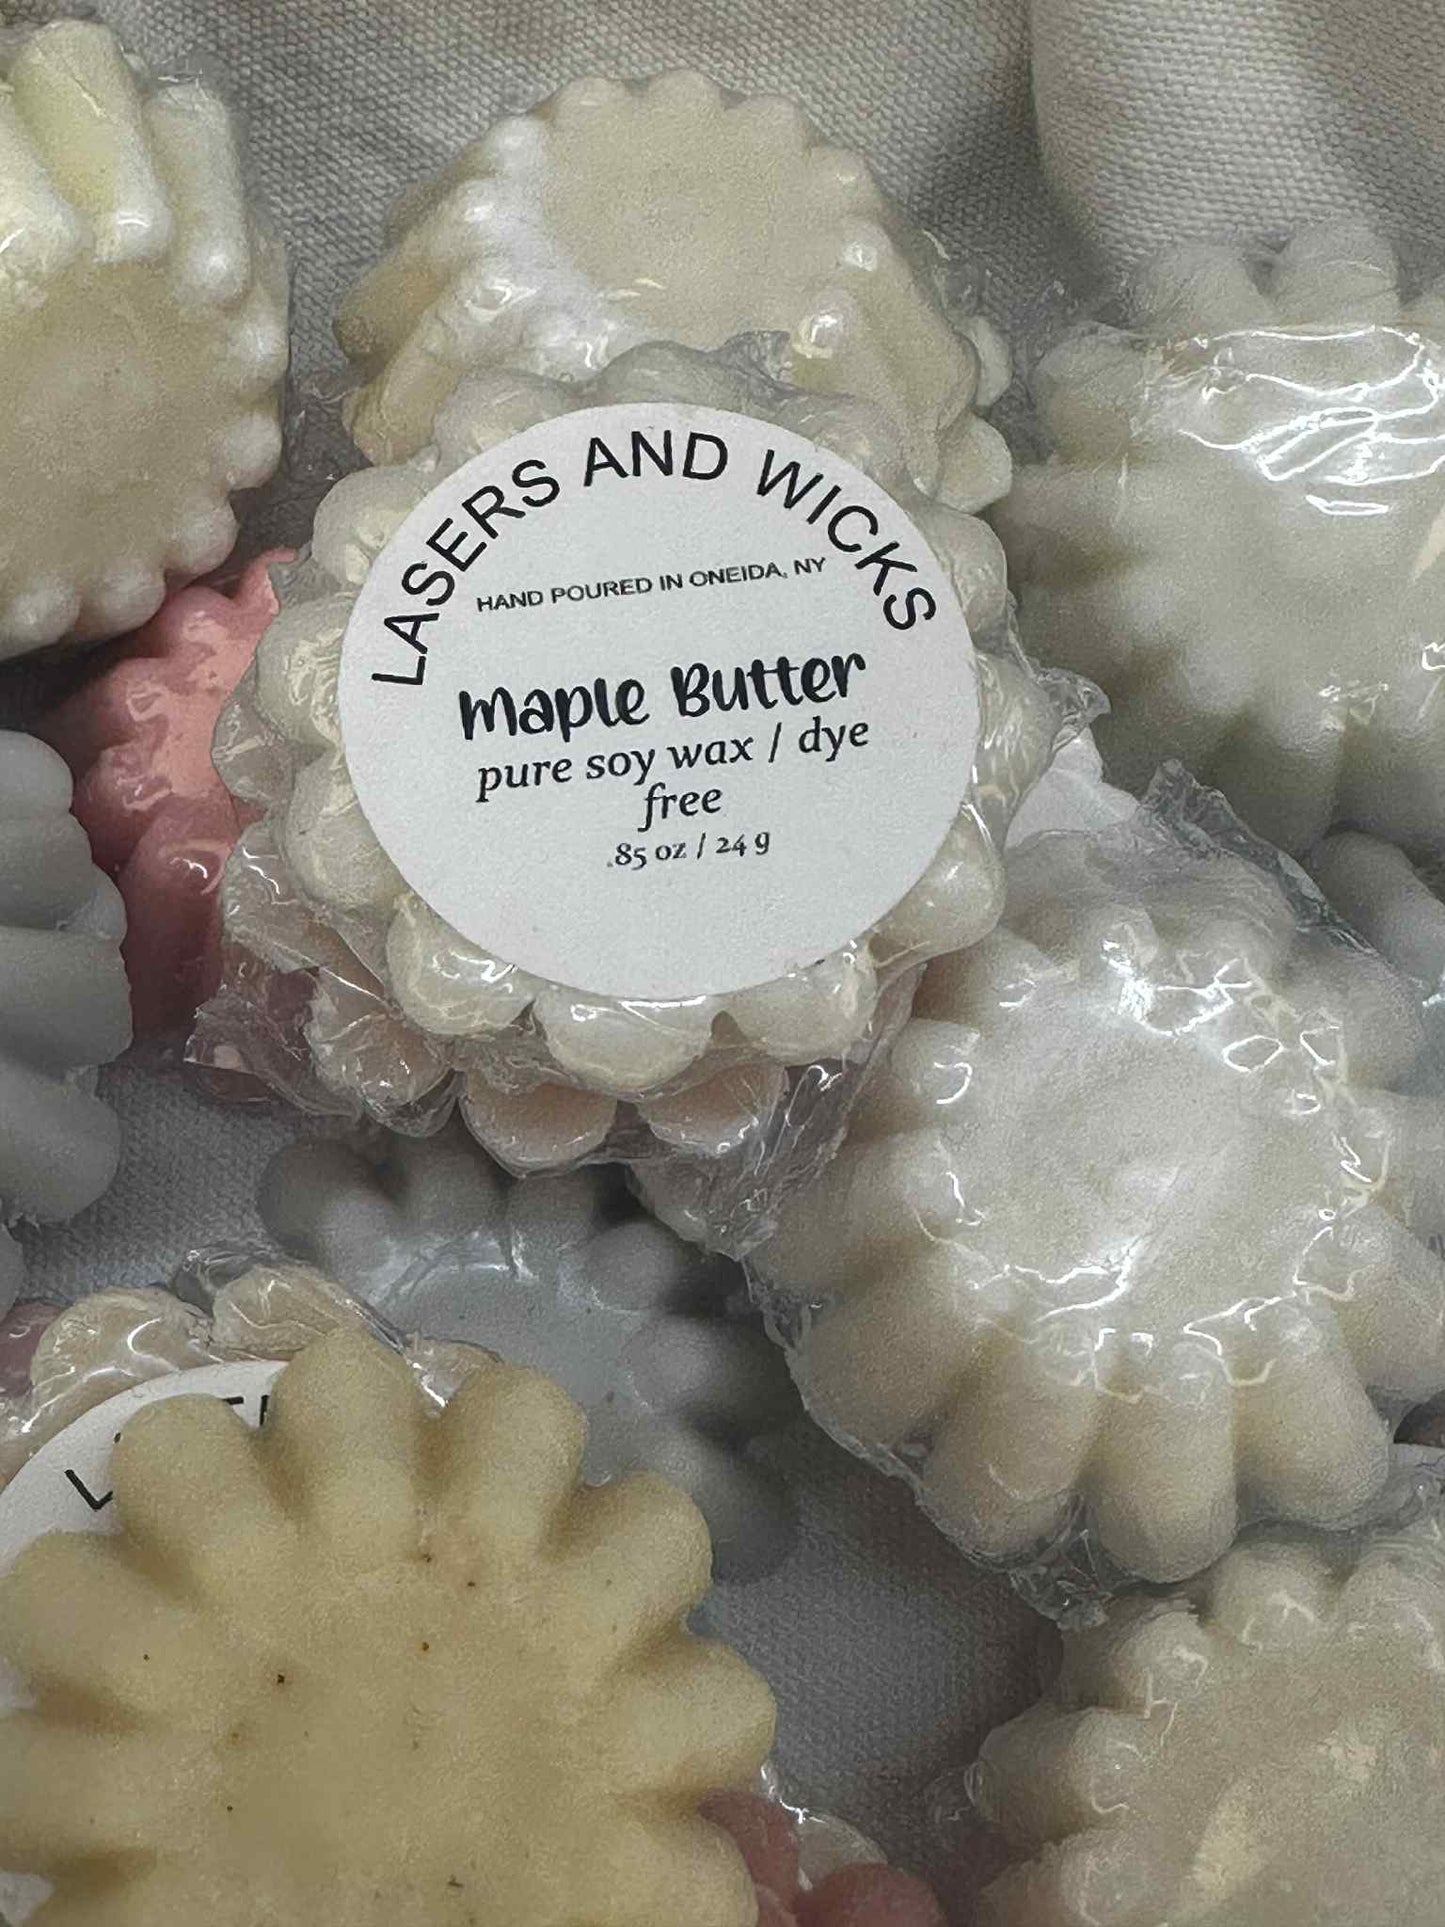 LASERS AND WICKS
HAND POURED IN ONEIDA, NY
Maple Butter
pure soy wax / dye
free
.85 oz / 24 g
L